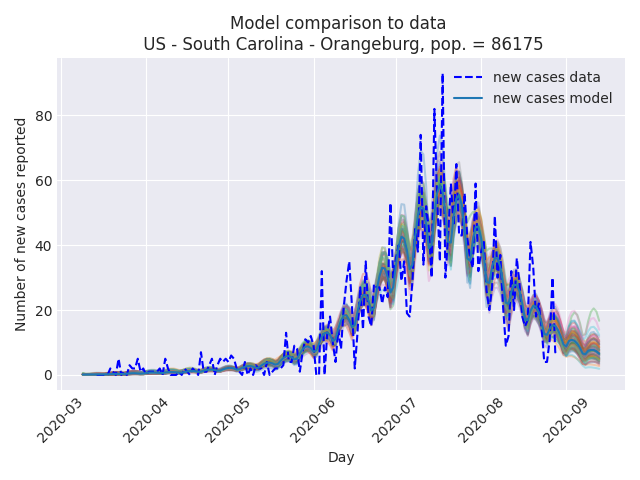 Model comparison to data
US - South Carolina - Orangeburg, pop. = 86175
new cases data
new cases model
Number of new cases reported
80
60
40
20
0
2020-03
2020-04
2020-05
2020-06
2020-07
2020-08
2020-09
Day